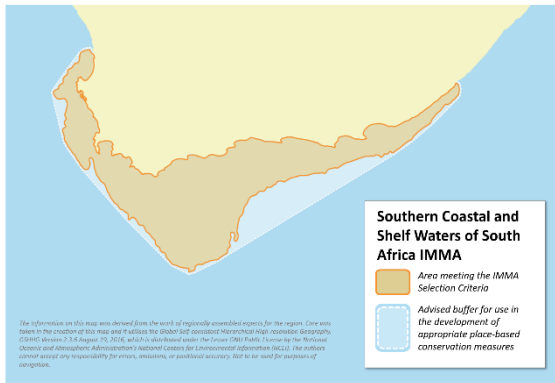 Southern Coastal and
Shelf Waters of South
Africa IMMA
Area meeting the IMMA
Selection Criteria
Advised buffer for use in
the development of
appropriate place-based
conservation measures
The information on this map was derived from the work of regionally assembled experts for the region. Care was
taken in the creation of this map and it utilises the Global Self-consistent Hierarchical High-resolution Geography,
GSHHG Version 2.3.6 August 19, 2016, which is distributed under the Lesser GNU Public License by the National
Oceanic and Atmospheric Administration's National Centers for Environmental Information (NCEI). The authors
cannot accept any responsibility for errors, omissions, or positional accuracy. Not to be used for purposes of
navigation.